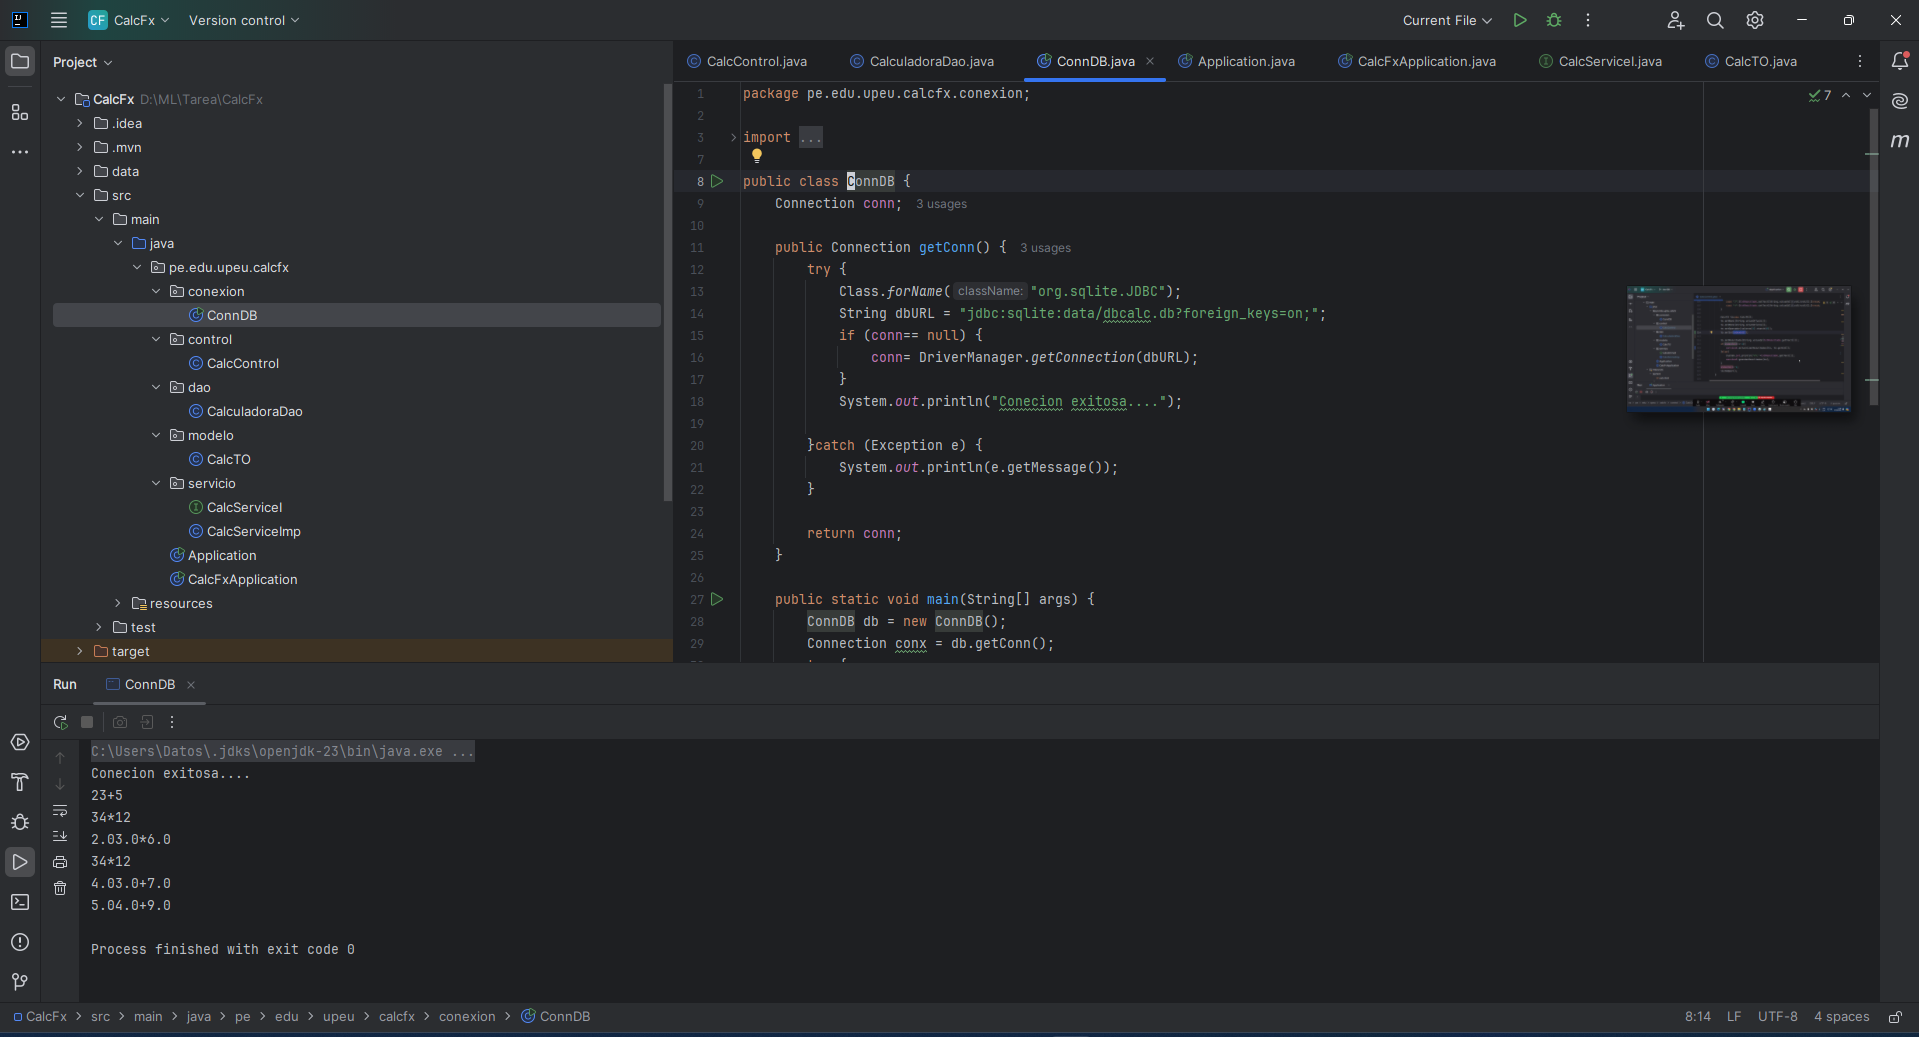 CF CalcFx Version control Current File
Project
CalcFx D:\ML\Tarea\CalcFx
.idea
.mvn
data
src
main
java
pe.edu.upeu.calcfx
conexion
ConnDB
control
CalcControl
dao
CalculadoraDao
modelo
CalcTO
servicio
CalcServiceI
CalcServiceImp
Application
CalcFxApplication
resources
test
target
CalcControl.java CalculadoraDao.java ConnDB.java Application.java CalcFxApplication.java CalcServiceI.java CalcTO.java
7
1 package pe.edu.upeu.calcfx.conexion;
2
3 import ...
7
8 public class ConnDB {
9 Connection conn; 3 usages
10
11 public Connection getConn() { 3 usages
12 try {
13 Class.forName( className: "org.sqlite.JDBC");
14 String dbURL = "jdbc:sqlite:data/dbcalc.db?foreign_keys=on;";
15 if (conn== null) {
16 conn= DriverManager.getConnection(dbURL);
17 }
18 System.out.println("Conecion exitosa....");
19
20 }catch (Exception e) {
21 System.out.println(e.getMessage());
22 }
23
24 return conn;
25 }
26
27 public static void main(String[] args) {
28 ConnDB db = new ConnDB();
29 Connection conx = db.getConn();
Run ConnDB
C:\Users\Datos\.jdks\openjdk-23\bin\java.exe ...
Conecion exitosa....
23+5
34*12
2.03.0*6.0
34*12
4.03.0+7.0
5.04.0+9.0
Process finished with exit code 0
CalcFx > src > main > java > pe > edu > upeu > calcfx > conexion > ConnDB 8:14 LF UTF-8 4 spaces